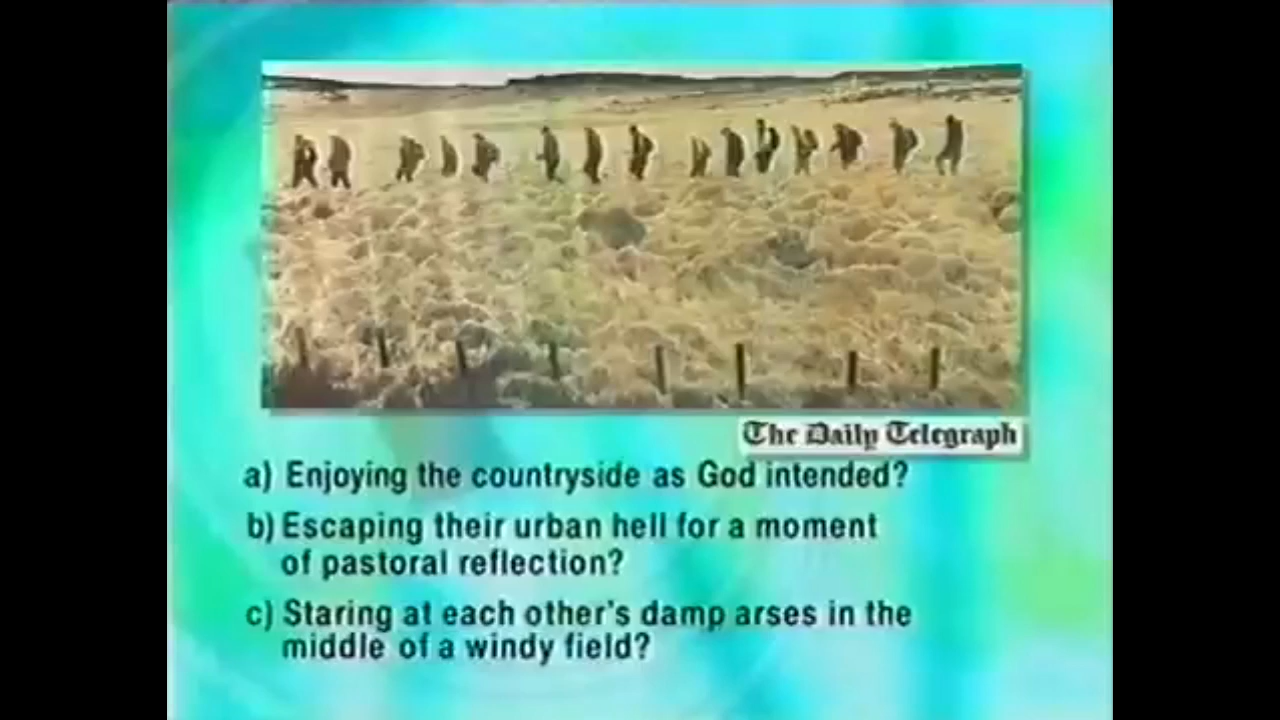 The Daily Telegraph
a) Enjoying the countryside as God intended?
b) Escaping their urban hell for a moment
of pastoral reflection?
c) Staring at each other's damp arses in the
middle of a windy field?